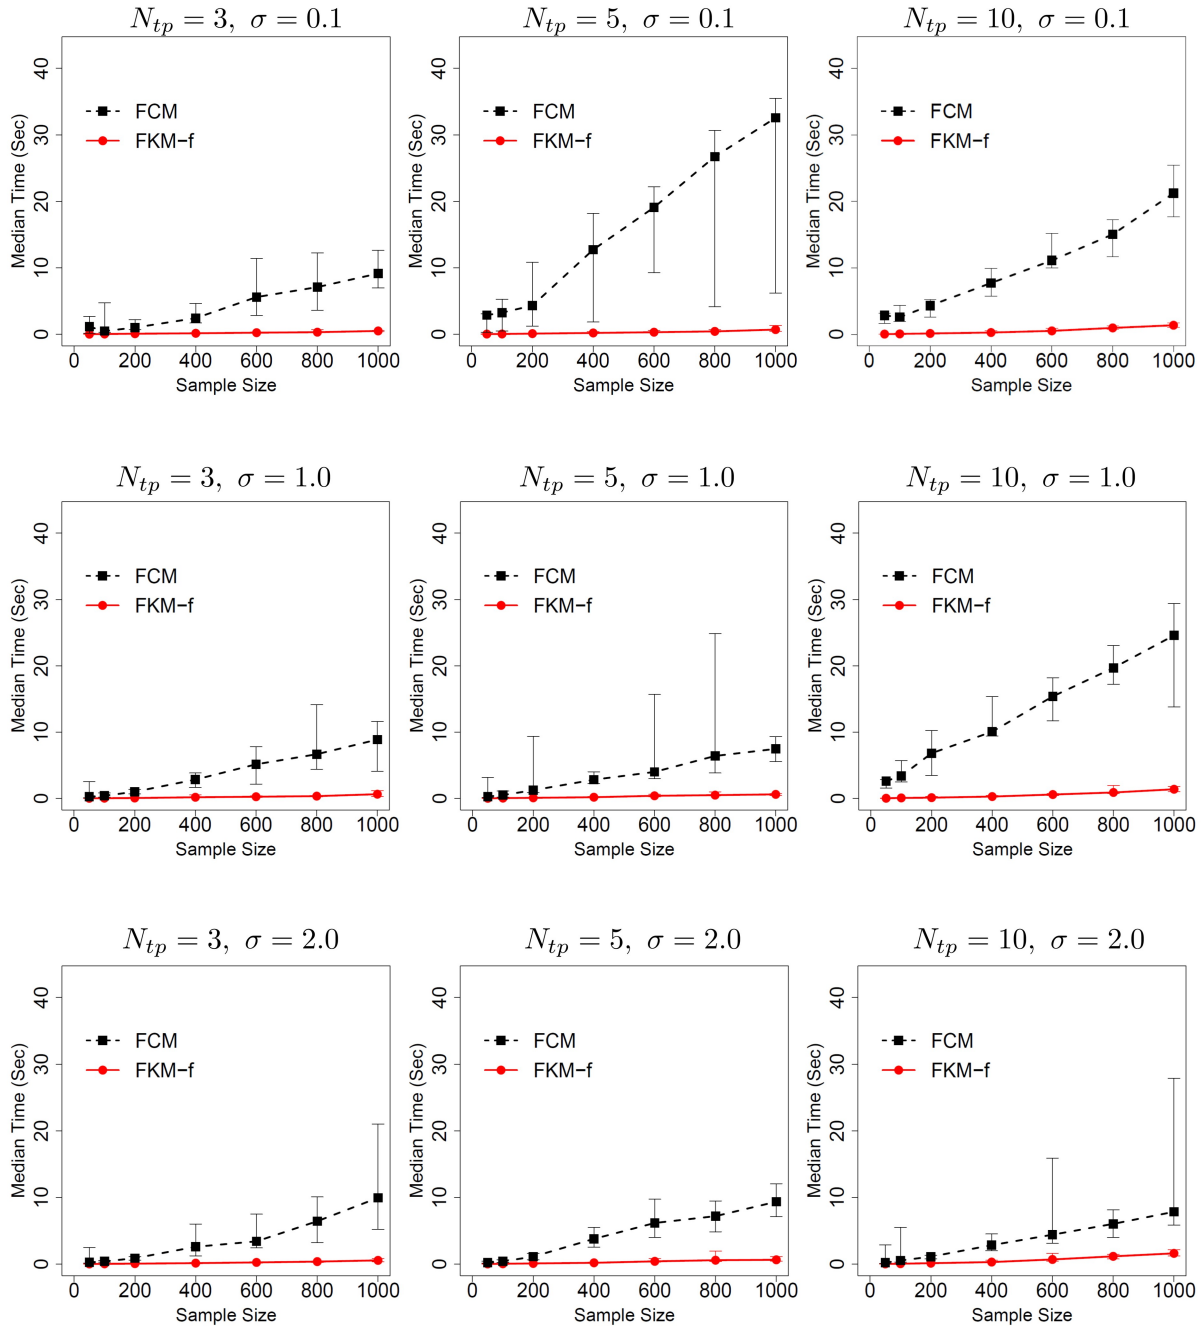 N_tp = 3, σ = 0.1
40
30
20
10
0
Median Time (Sec)
FCM
FKM−f
0 200 400 600 800 1000
Sample Size
N_tp = 5, σ = 0.1
40
30
20
10
0
Median Time (Sec)
FCM
FKM−f
0 200 400 600 800 1000
Sample Size
N_tp = 10, σ = 0.1
40
30
20
10
0
Median Time (Sec)
FCM
FKM−f
0 200 400 600 800 1000
Sample Size
N_tp = 3, σ = 1.0
40
30
20
10
0
Median Time (Sec)
FCM
FKM−f
0 200 400 600 800 1000
Sample Size
N_tp = 5, σ = 1.0
40
30
20
10
0
Median Time (Sec)
FCM
FKM−f
0 200 400 600 800 1000
Sample Size
N_tp = 10, σ = 1.0
40
30
20
10
0
Median Time (Sec)
FCM
FKM−f
0 200 400 600 800 1000
Sample Size
N_tp = 3, σ = 2.0
40
30
20
10
0
Median Time (Sec)
FCM
FKM−f
0 200 400 600 800 1000
Sample Size
N_tp = 5, σ = 2.0
40
30
20
10
0
Median Time (Sec)
FCM
FKM−f
0 200 400 600 800 1000
Sample Size
N_tp = 10, σ = 2.0
40
30
20
10
0
Median Time (Sec)
FCM
FKM−f
0 200 400 600 800 1000
Sample Size